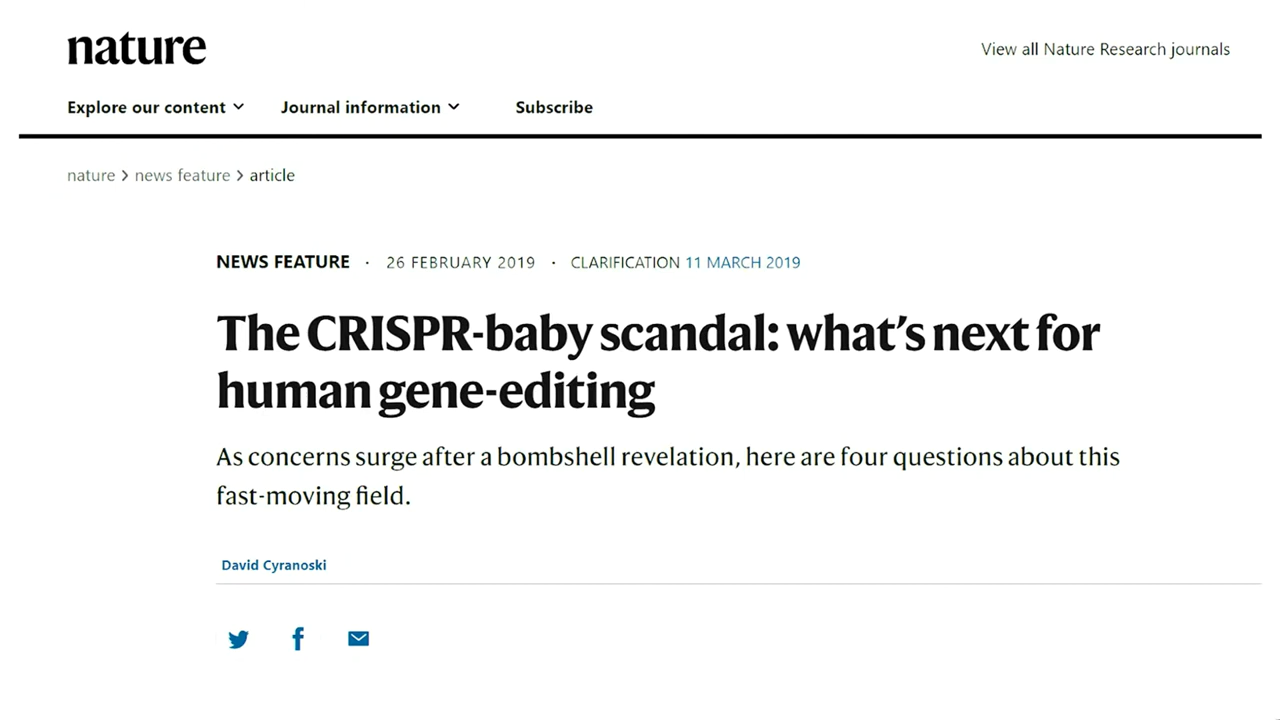 nature
View all Nature Research journals
Explore our content
Journal information
Subscribe
nature > news feature > article
NEWS FEATURE · 26 FEBRUARY 2019 · CLARIFICATION 11 MARCH 2019
The CRISPR-baby scandal: what’s next for
human gene-editing
As concerns surge after a bombshell revelation, here are four questions about this
fast-moving field.
David Cyranoski